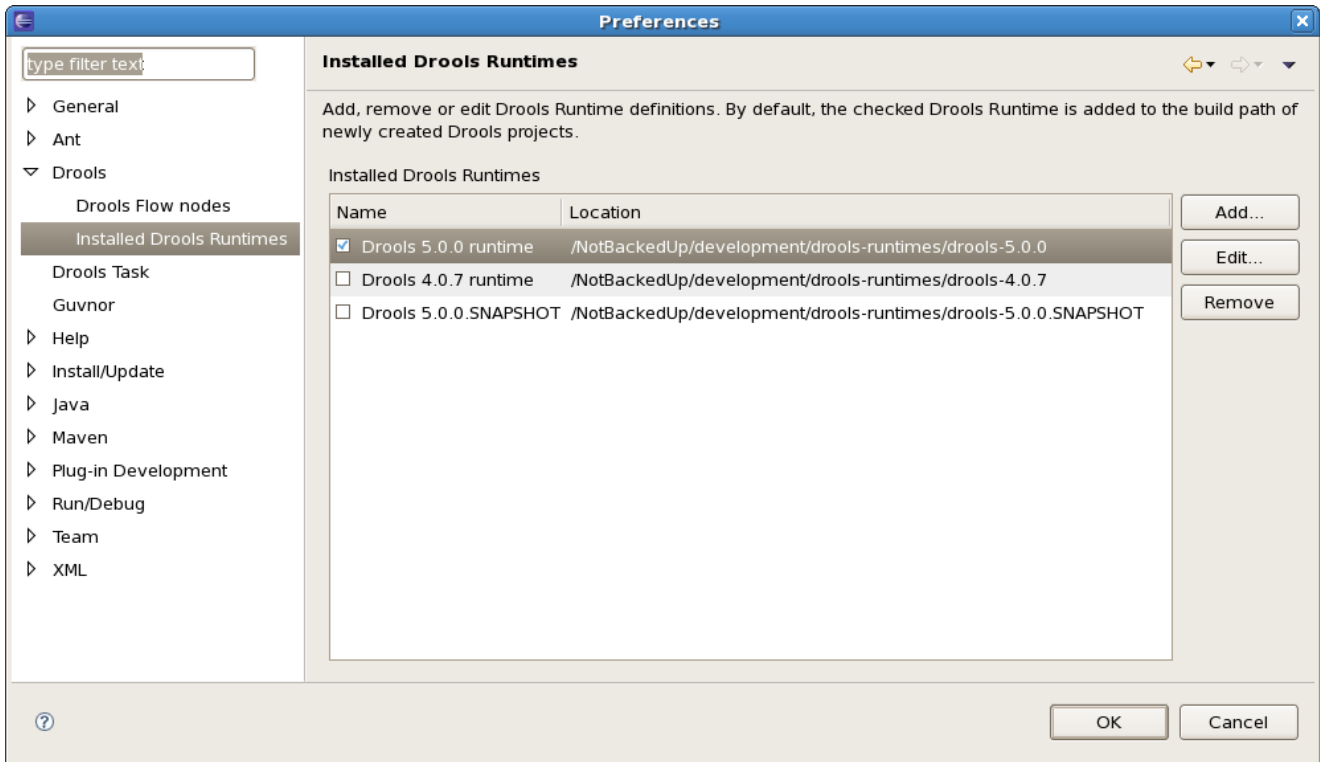 Preferences
type filter text
General
Ant
Drools
Drools Flow nodes
Installed Drools Runtimes
Drools Task
Guvnor
Help
Install/Update
Java
Maven
Plug-in Development
Run/Debug
Team
XML
Installed Drools Runtimes
Add, remove or edit Drools Runtime definitions. By default, the checked Drools Runtime is added to the build path of
newly created Drools projects.
Installed Drools Runtimes
Name Location
Drools 5.0.0 runtime /NotBackedUp/development/drools-runtimes/drools-5.0.0
Drools 4.0.7 runtime /NotBackedUp/development/drools-runtimes/drools-4.0.7
Drools 5.0.0.SNAPSHOT /NotBackedUp/development/drools-runtimes/drools-5.0.0.SNAPSHOT
Add...
Edit...
Remove
?
OK Cancel